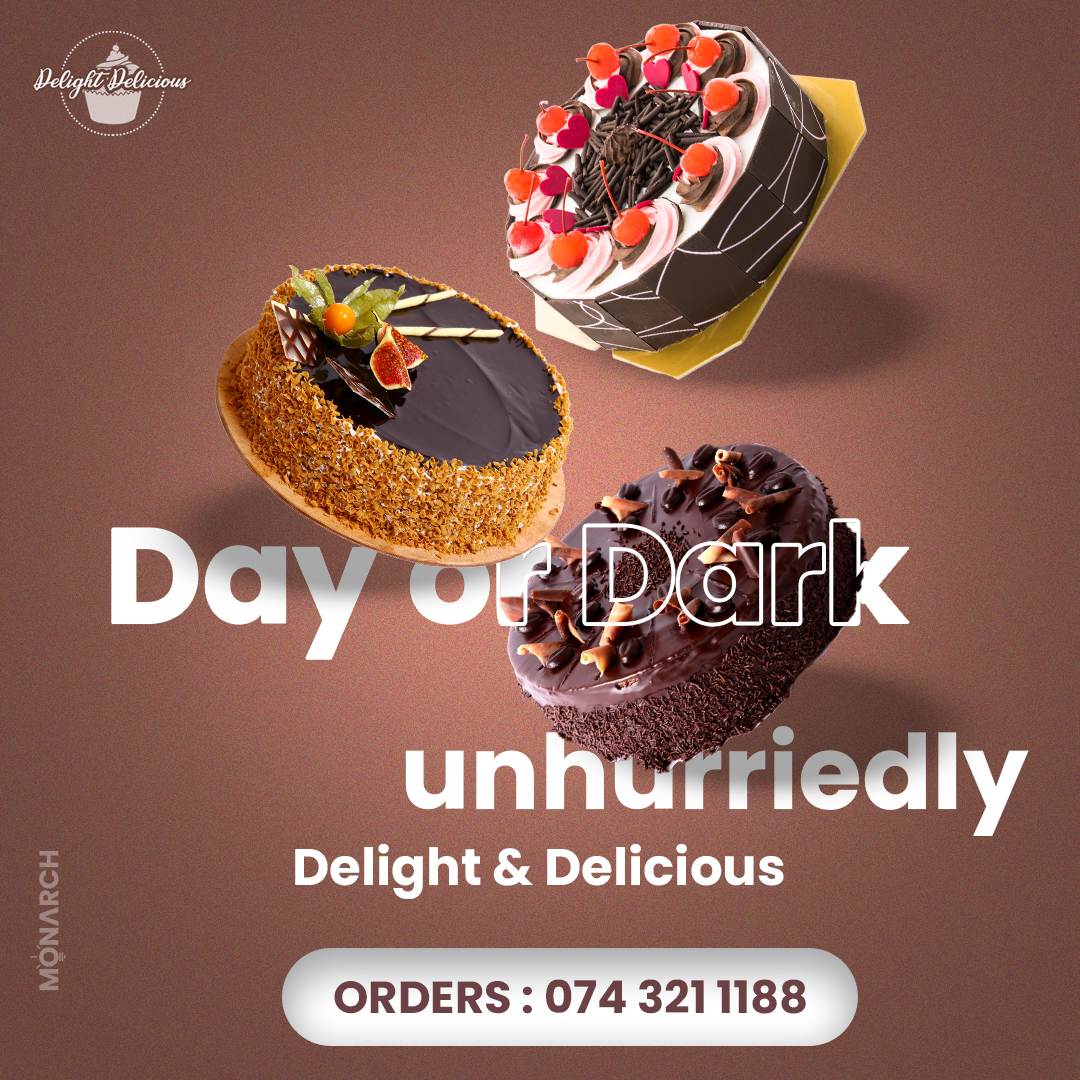 Delight Delicious
Day or Dark
unhurriedly
Delight & Delicious
MONARCH
ORDERS : 074 321 1188